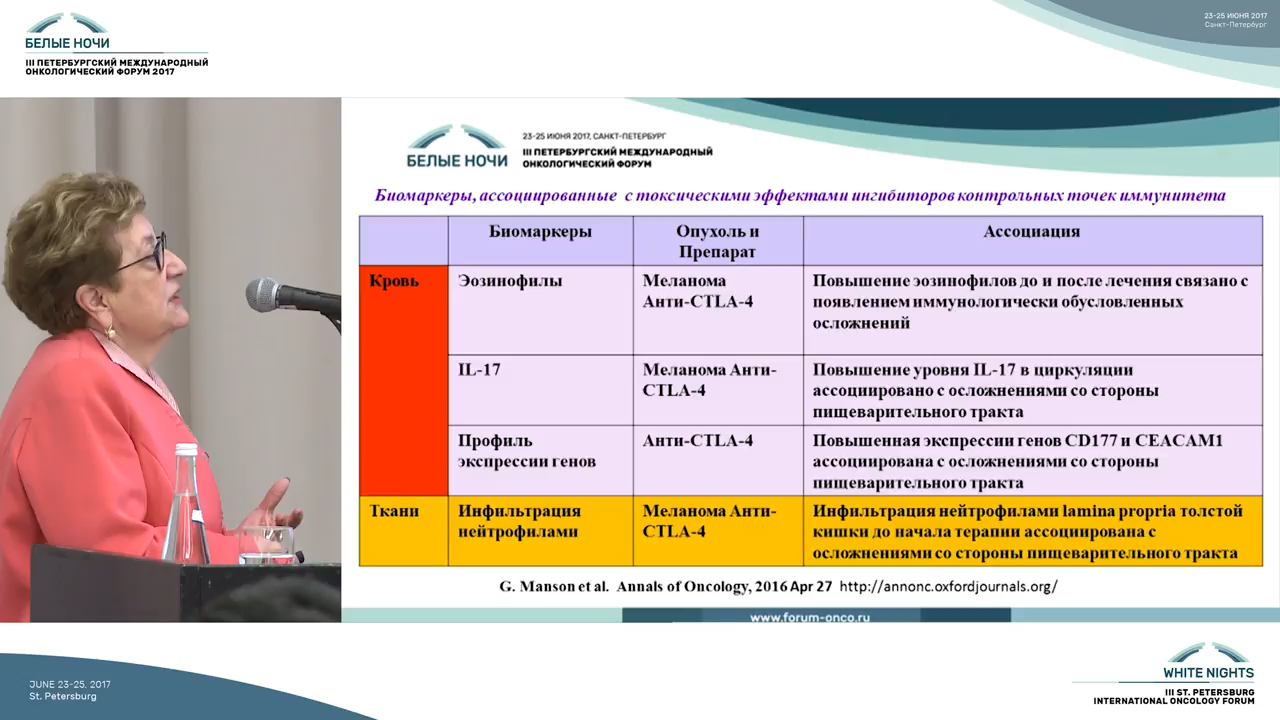 БЕЛЫЕ НОЧИ
III ПЕТЕРБУРГСКИЙ МЕЖДУНАРОДНЫЙ
ОНКОЛОГИЧЕСКИЙ ФОРУМ 2017
23-25 ИЮНЯ 2017
Санкт-Петербург
БЕЛЫЕ НОЧИ
23-25 ИЮНЯ 2017, САНКТ-ПЕТЕРБУРГ
III ПЕТЕРБУРГСКИЙ МЕЖДУНАРОДНЫЙ
ОНКОЛОГИЧЕСКИЙ ФОРУМ
Биомаркеры, ассоциированные с токсическими эффектами ингибиторов контрольных точек иммунитета
Биомаркеры
Опухоль и
Препарат
Ассоциация
Кровь
Эозинофилы
Меланома
Анти-CTLA-4
Повышение эозинофилов до и после лечения связано с
появлением иммунологически обусловленных
осложнений
IL-17
Меланома Анти-
CTLA-4
Повышение уровня IL-17 в циркуляции
ассоциировано с осложнениями со стороны
пищеварительного тракта
Профиль
экспрессии генов
Анти-CTLA-4
Повышенная экспрессии генов CD177 и CEACAM1
ассоциирована с осложнениями со стороны
пищеварительного тракта
Ткани
Инфильтрация
нейтрофилами
Меланома Анти-
CTLA-4
Инфильтрация нейтрофилами lamina propria толстой
кишки до начала терапии ассоциирована с
осложнениями со стороны пищеварительного тракта
G. Manson et al. Annals of Oncology, 2016 Apr 27 http://annonc.oxfordjournals.org/
www.forum-onco.ru
JUNE 23-25, 2017
St. Petersburg
WHITE NIGHTS
III ST. PETERSBURG
INTERNATIONAL ONCOLOGY FORUM